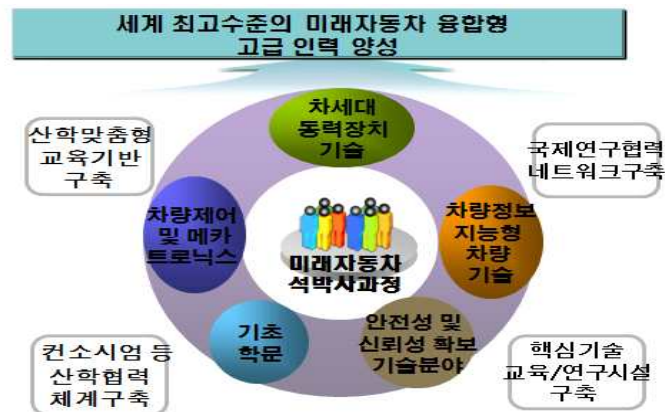 세계 최고수준의 미래자동차 융합형
고급 인력 양성
차세대
동력장치
기술
산학맞춤형
교육기반
구축
국제연구협력
네트워크구축
차량제어
및 메카
트로닉스
차량정보
지능형
차량
기술
미래자동차
석박사과정
기초
학문
안전성 및
신뢰성 확보
기술분야
컨소시엄 등
산학협력
체계구축
핵심기술
교육/연구시설
구축